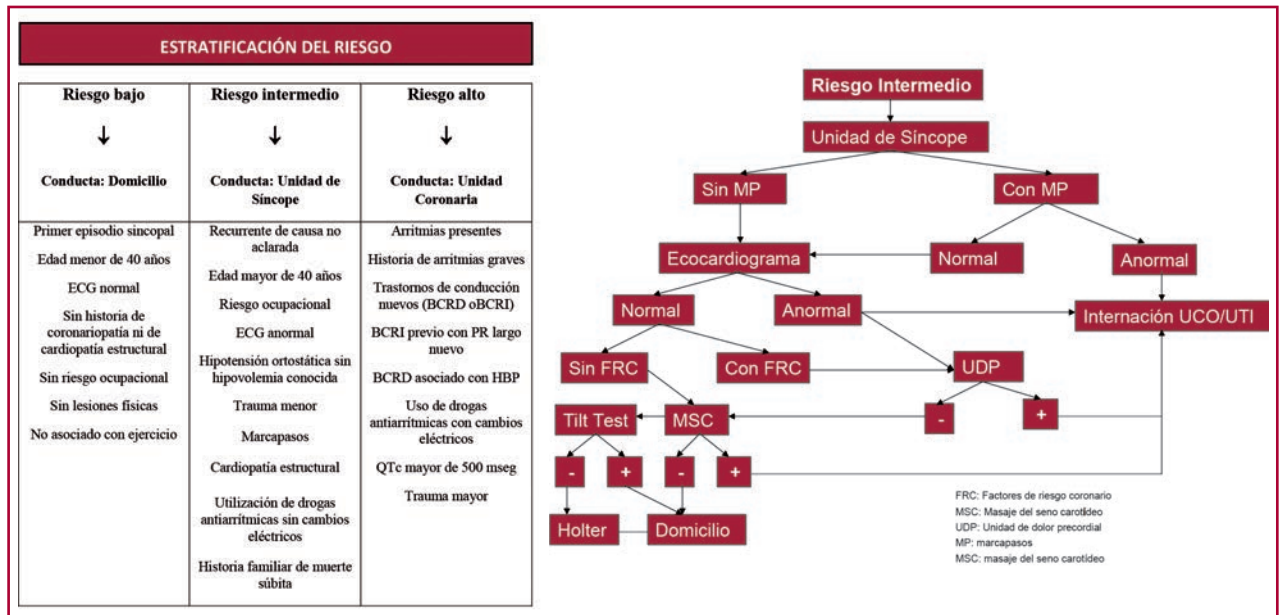 ESTRATIFICACIÓN DEL RIESGO
Riesgo bajo
↓
Conducta: Domicilio
Primer episodio sincopal
Edad menor de 40 años
ECG normal
Sin historia de
coronariopatía ni de
cardiopatía estructural
Sin riesgo ocupacional
Sin lesiones físicas
No asociado con ejercicio
Riesgo intermedio
↓
Conducta: Unidad de
Síncope
Recurrente de causa no
aclarada
Edad mayor de 40 años
Riesgo ocupacional
ECG anormal
Hipotensión ortostática sin
hipovolemia conocida
Trauma menor
Marcapasos
Cardiopatía estructural
Utilización de drogas
antiarrítmicas sin cambios
eléctricos
Historia familiar de muerte
súbita
Riesgo alto
↓
Conducta: Unidad
Coronaria
Arritmias presentes
Historia de arritmias graves
Trastornos de conducción
nuevos (BCRD oBCRI)
BCRI previo con PR largo
nuevo
BCRD asociado con HBP
Uso de drogas
antiarrítmicas con cambios
eléctricos
QTc mayor de 500 mseg
Trauma mayor
Riesgo Intermedio
Unidad de Síncope
Sin MP
Con MP
Ecocardiograma
Normal
Anormal
Normal
Anormal
Internación UCO/UTI
Sin FRC
Con FRC
UDP
Tilt Test
MSC
-
+
-
+
-
+
Holter
Domicilio
FRC: Factores de riesgo coronario
MSC: Masaje del seno carotídeo
UDP: Unidad de dolor precordial
MP: marcapasos
MSC: masaje del seno carotídeo